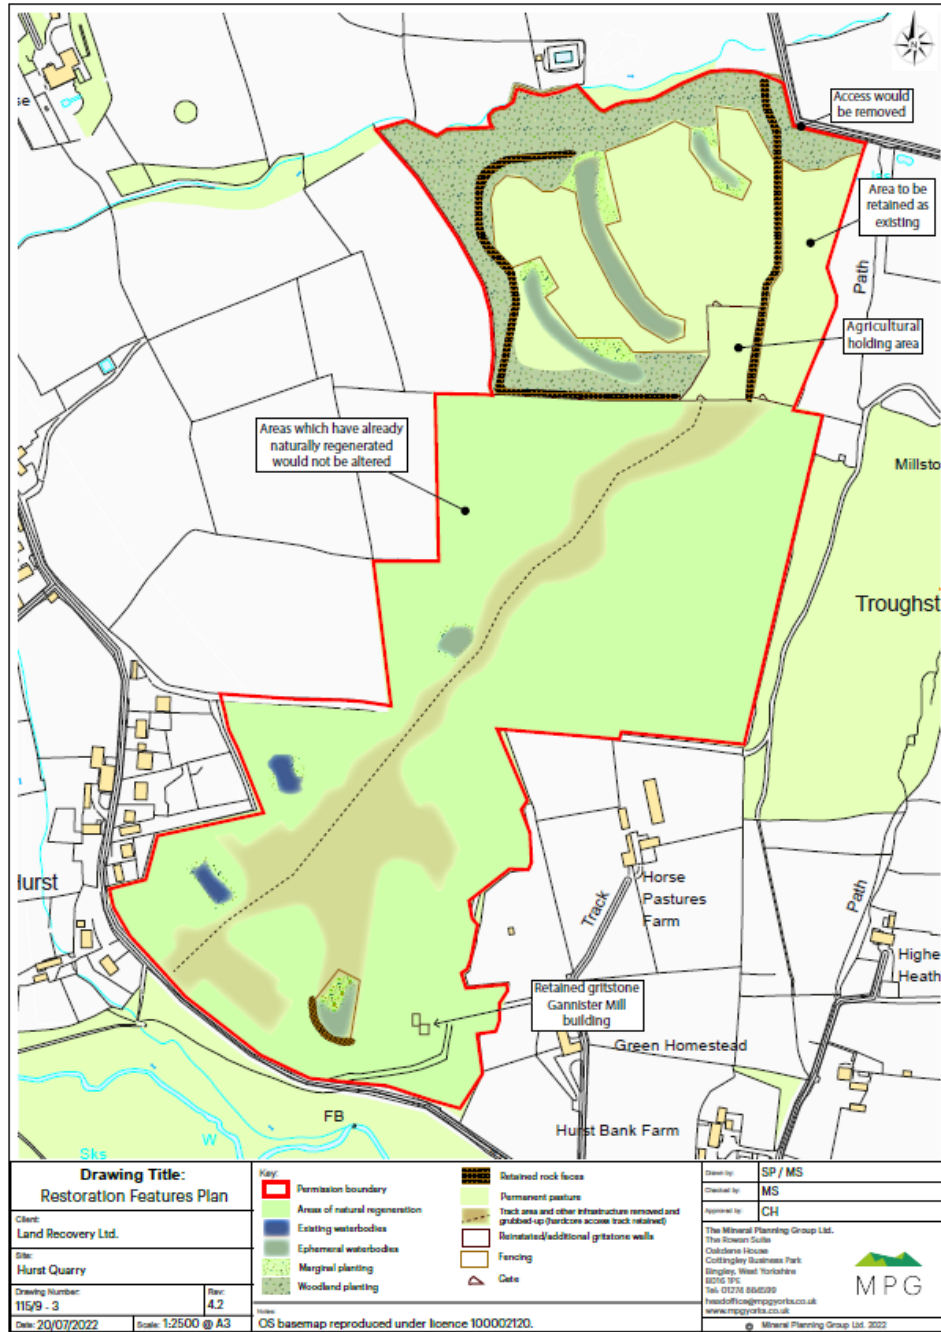 N
se
Access would
be removed
Area to be
retained as
existing
Path
Agricultural
holding area
Areas which have already
naturally regenerated
would not be altered
Millsto
Troughst
Hurst
Horse
Pastures
Farm
Track
Path
Highe
Heath
Retained gritstone
Gannister Mill
building
Green Homestead
FB
Hurst Bank Farm
Sks
W
Drawing Title:
Restoration Features Plan
Client:
Land Recovery Ltd.
Site:
Hurst Quarry
Drawing Number:
115/9 - 3
Rev:
4.2
Date: 20/07/2022
Scale: 1:2500 @ A3
Key:
Permission boundary
Areas of natural regeneration
Existing waterbodies
Ephemeral waterbodies
Marginal planting
Woodland planting
Retained rock faces
Permanent pasture
Track area and other infrastructure removed and
grubbed-up (hardcore access track retained)
Reinstated/additional gritstone walls
Fencing
Gate
Notes:
OS basemap reproduced under licence 100002120.
Drawn by:
SP / MS
Checked by:
MS
Approved by:
CH
The Mineral Planning Group Ltd.
The Rowan Suite
Oakdene House
Cottingley Business Park
Bingley, West Yorkshire
BD16 1PE
headoffice@mpgyorks.co.uk
www.mpgyorks.co.uk
MPG
© Mineral Planning Group Ltd. 2022